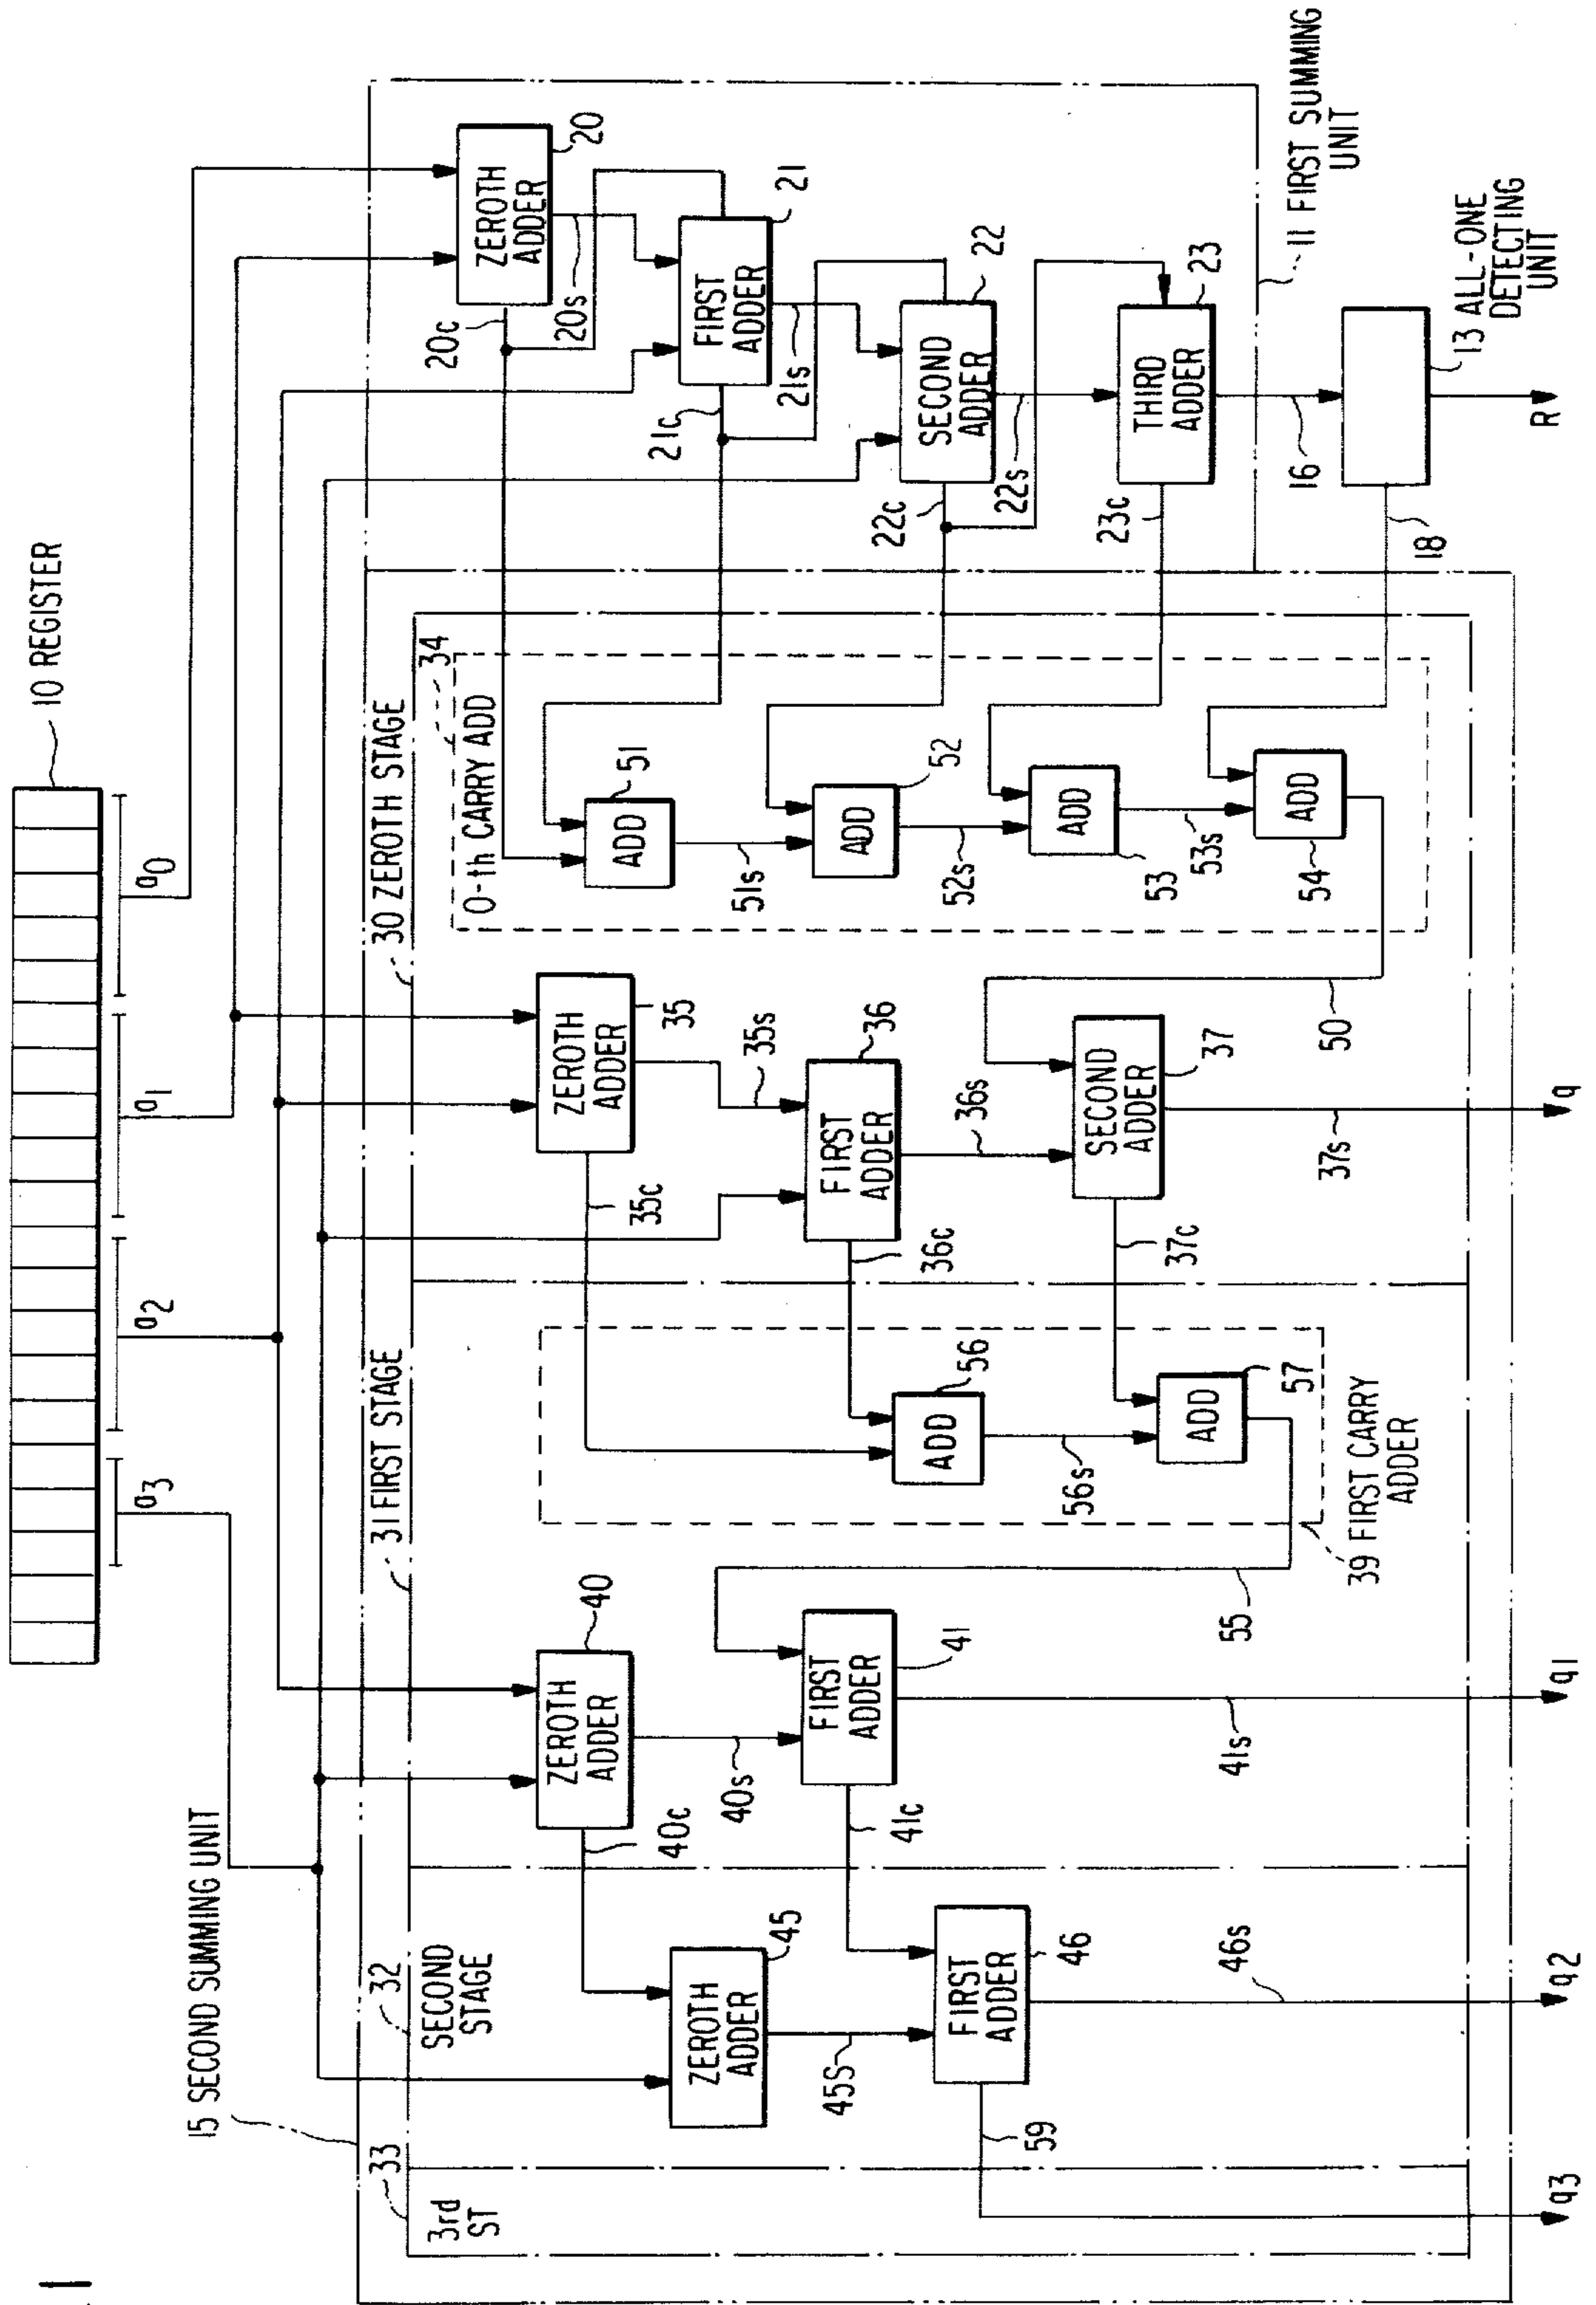 10 REGISTER
a3
a2
a1
a0
15 SECOND SUMMING UNIT
33
3rd
ST
32
SECOND
STAGE
31 FIRST STAGE
30 ZEROTH STAGE
34
0-th CARRY ADD
ZEROTH
ADDER
20
20c
20s
FIRST
ADDER
21
21c
21s
SECOND
ADDER
22
22c
22s
THIRD
ADDER
23
23c
11 FIRST SUMMING
UNIT
16
18
13 ALL-ONE
DETECTING
UNIT
R
ADD
51
51s
ADD
52
52s
ADD
53
53s
ADD
54
50
ZEROTH
ADDER
35
35s
35c
FIRST
ADDER
36
36s
36c
SECOND
ADDER
37
37s
37c
q
ADD
56
56s
ADD
57
39 FIRST CARRY
ADDER
55
ZEROTH
ADDER
40
40s
40c
FIRST
ADDER
41
41s
41c
q1
ZEROTH
ADDER
45
45S
FIRST
ADDER
46
46s
59
q2
q3
1